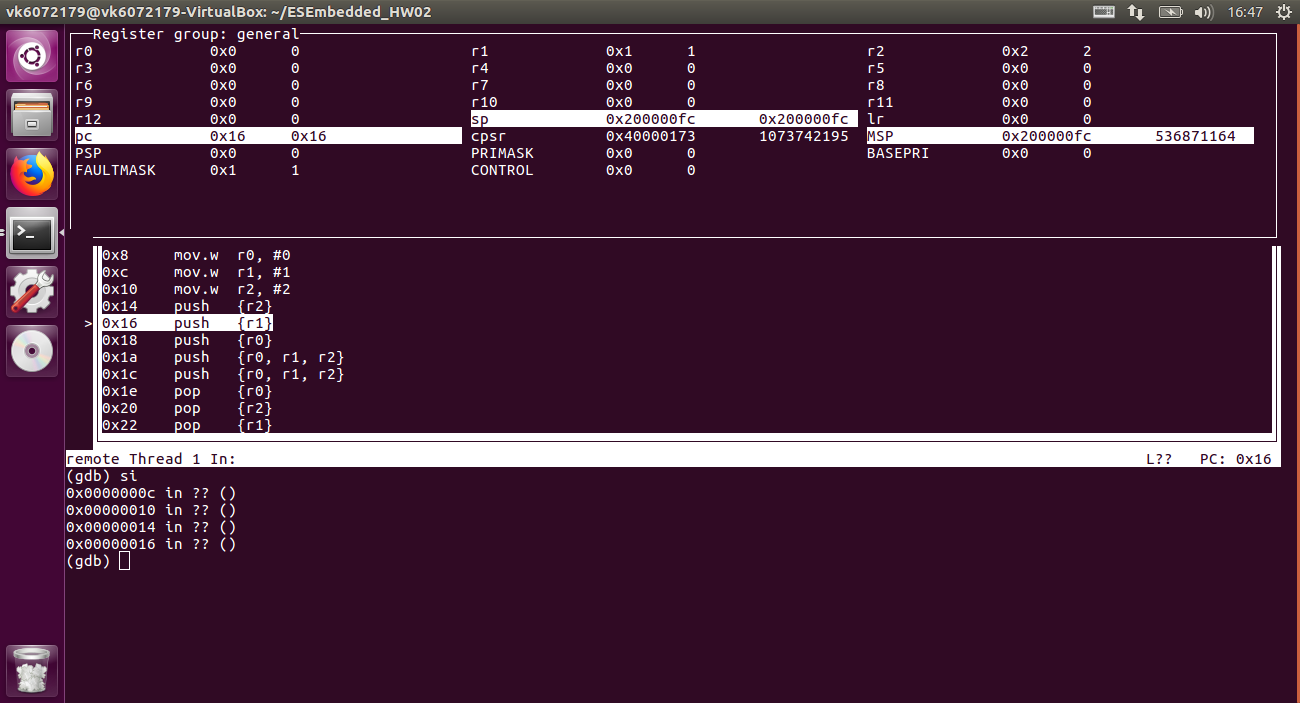 vk6072179@vk6072179-VirtualBox: ~/ESEmbedded_HW02 16:47
Register group: general
r0 0x0 0 r1 0x1 1 r2 0x2 2
r3 0x0 0 r4 0x0 0 r5 0x0 0
r6 0x0 0 r7 0x0 0 r8 0x0 0
r9 0x0 0 r10 0x0 0 r11 0x0 0
r12 0x0 0 sp 0x200000fc 0x200000fc lr 0x0 0
pc 0x16 0x16 cpsr 0x40000173 1073742195 MSP 0x200000fc 536871164
PSP 0x0 0 PRIMASK 0x0 0 BASEPRI 0x0 0
FAULTMASK 0x1 1 CONTROL 0x0 0
0x8 mov.w r0, #0
0xc mov.w r1, #1
0x10 mov.w r2, #2
0x14 push {r2}
>0x16 push {r1}
0x18 push {r0}
0x1a push {r0, r1, r2}
0x1c push {r0, r1, r2}
0x1e pop {r0}
0x20 pop {r2}
0x22 pop {r1}
remote Thread 1 In: L?? PC: 0x16
(gdb) si
0x0000000c in ?? ()
0x00000010 in ?? ()
0x00000014 in ?? ()
0x00000016 in ?? ()
(gdb)